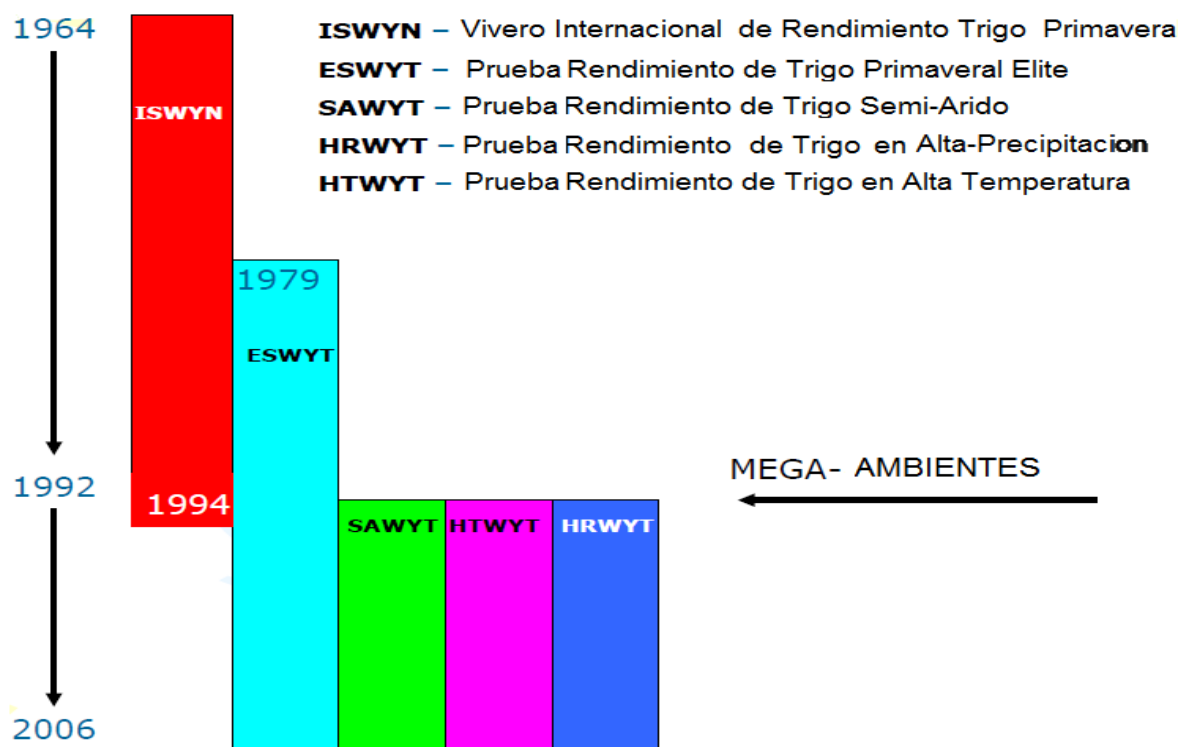 1964
ISWYN – Vivero Internacional de Rendimiento Trigo Primavera
ESWYT – Prueba Rendimiento de Trigo Primaveral Elite
SAWYT – Prueba Rendimiento de Trigo Semi-Arido
HRWYT – Prueba Rendimiento de Trigo en Alta-Precipitacion
HTWYT – Prueba Rendimiento de Trigo en Alta Temperatura
ISWYN
1979
ESWYT
MEGA- AMBIENTES
1992
1994
SAWYT
HTWYT
HRWYT
2006